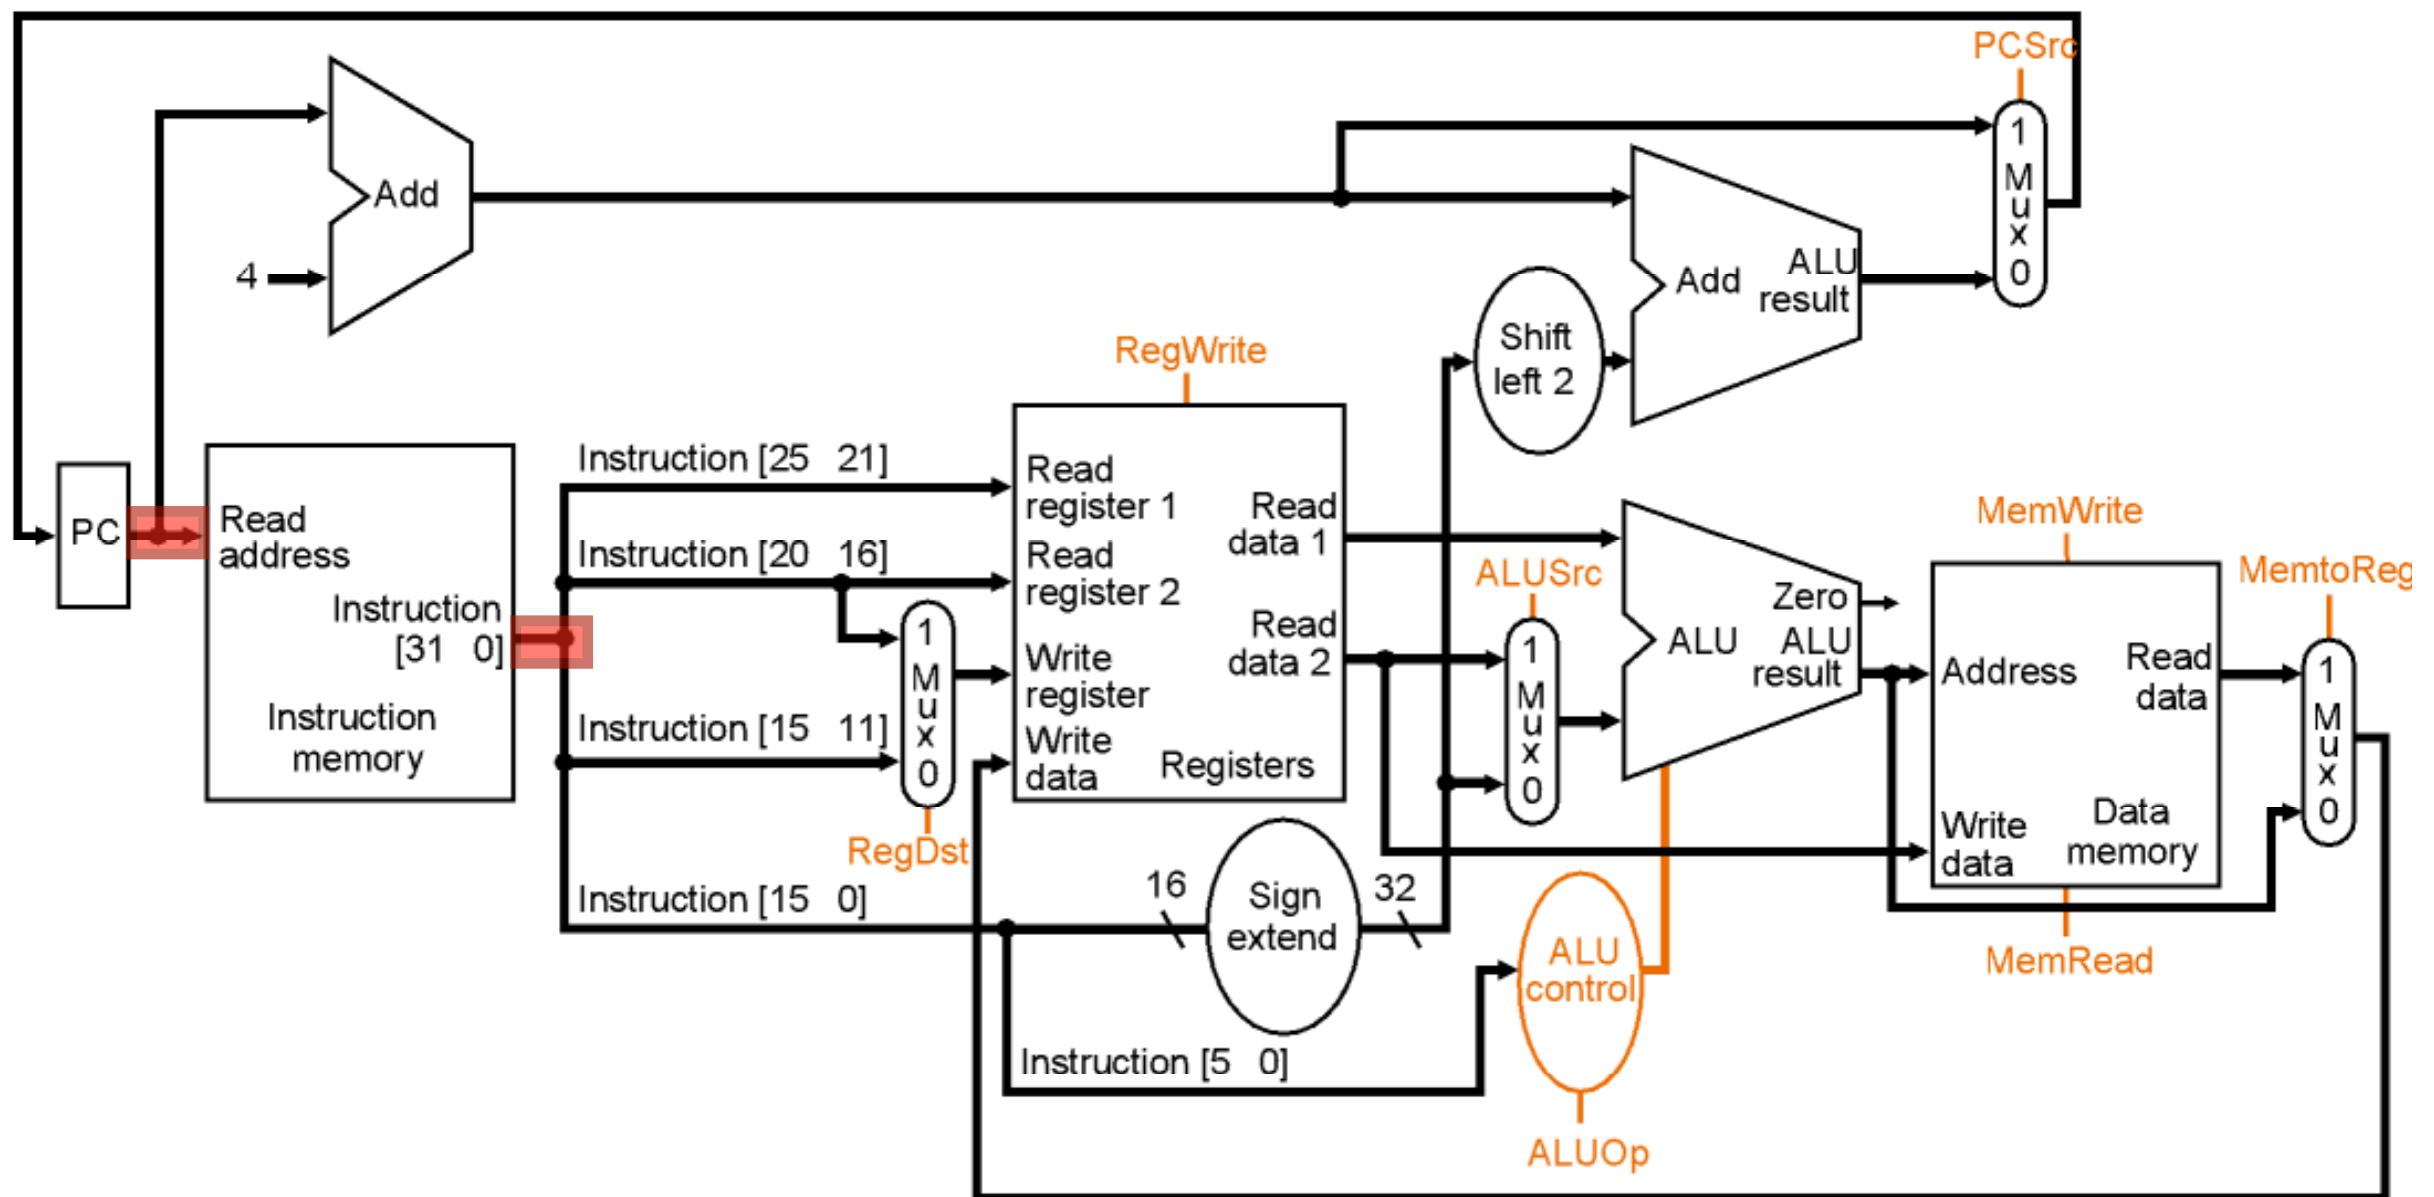 PCSrc
1
M
u
x
0
Add
4
Add
ALU
result
Shift
left 2
RegWrite
PC
Read
address
Instruction
[31 0]
Instruction
memory
Instruction [25 21]
Instruction [20 16]
Instruction [15 11]
Instruction [15 0]
1
M
u
x
0
RegDst
Read
register 1
Read
register 2
Write
register
Write
data
Read
data 1
Read
data 2
Registers
16
Sign
extend
32
Instruction [5 0]
ALUSrc
1
M
u
x
0
Zero
ALU
ALU
result
ALU
control
ALUOp
MemWrite
Address
Read
data
Write
data
Data
memory
MemRead
MemtoReg
1
M
u
x
0